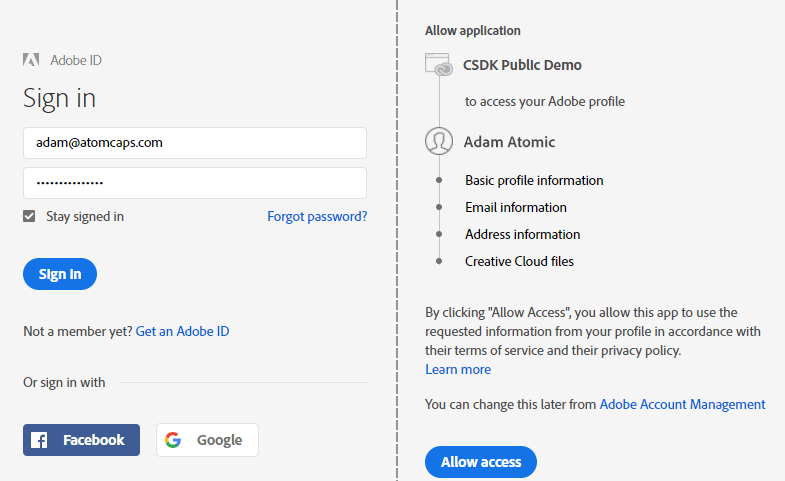 Adobe ID
Sign in
adam@atomcaps.com
•••••••••••••••
Stay signed in
Forgot password?
Sign in
Not a member yet? Get an Adobe ID
Or sign in with
Facebook
Google
Allow application
CSDK Public Demo
to access your Adobe profile
Adam Atomic
Basic profile information
Email information
Address information
Creative Cloud files
By clicking "Allow Access", you allow this app to use the
requested information from your profile in accordance with
their terms of service and their privacy policy.
Learn more
You can change this later from Adobe Account Management
Allow access